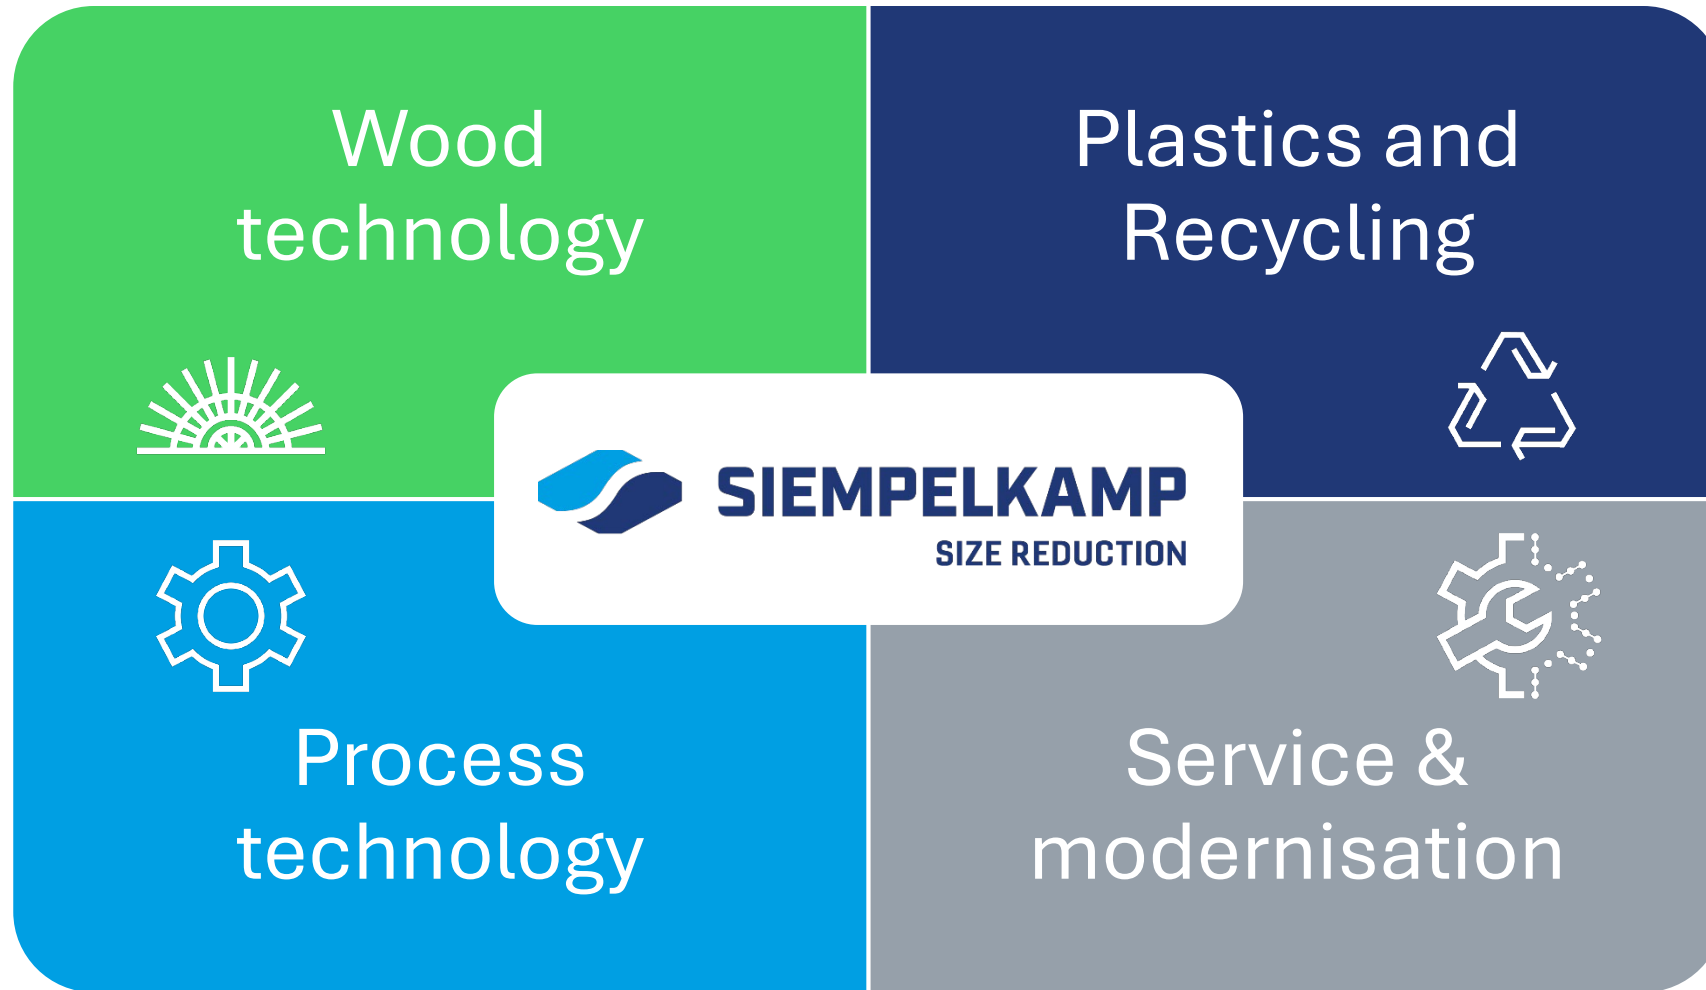 Wood
technology
Plastics and
Recycling
SIEMPELKAMP
SIZE REDUCTION
Process
technology
Service &
modernisation